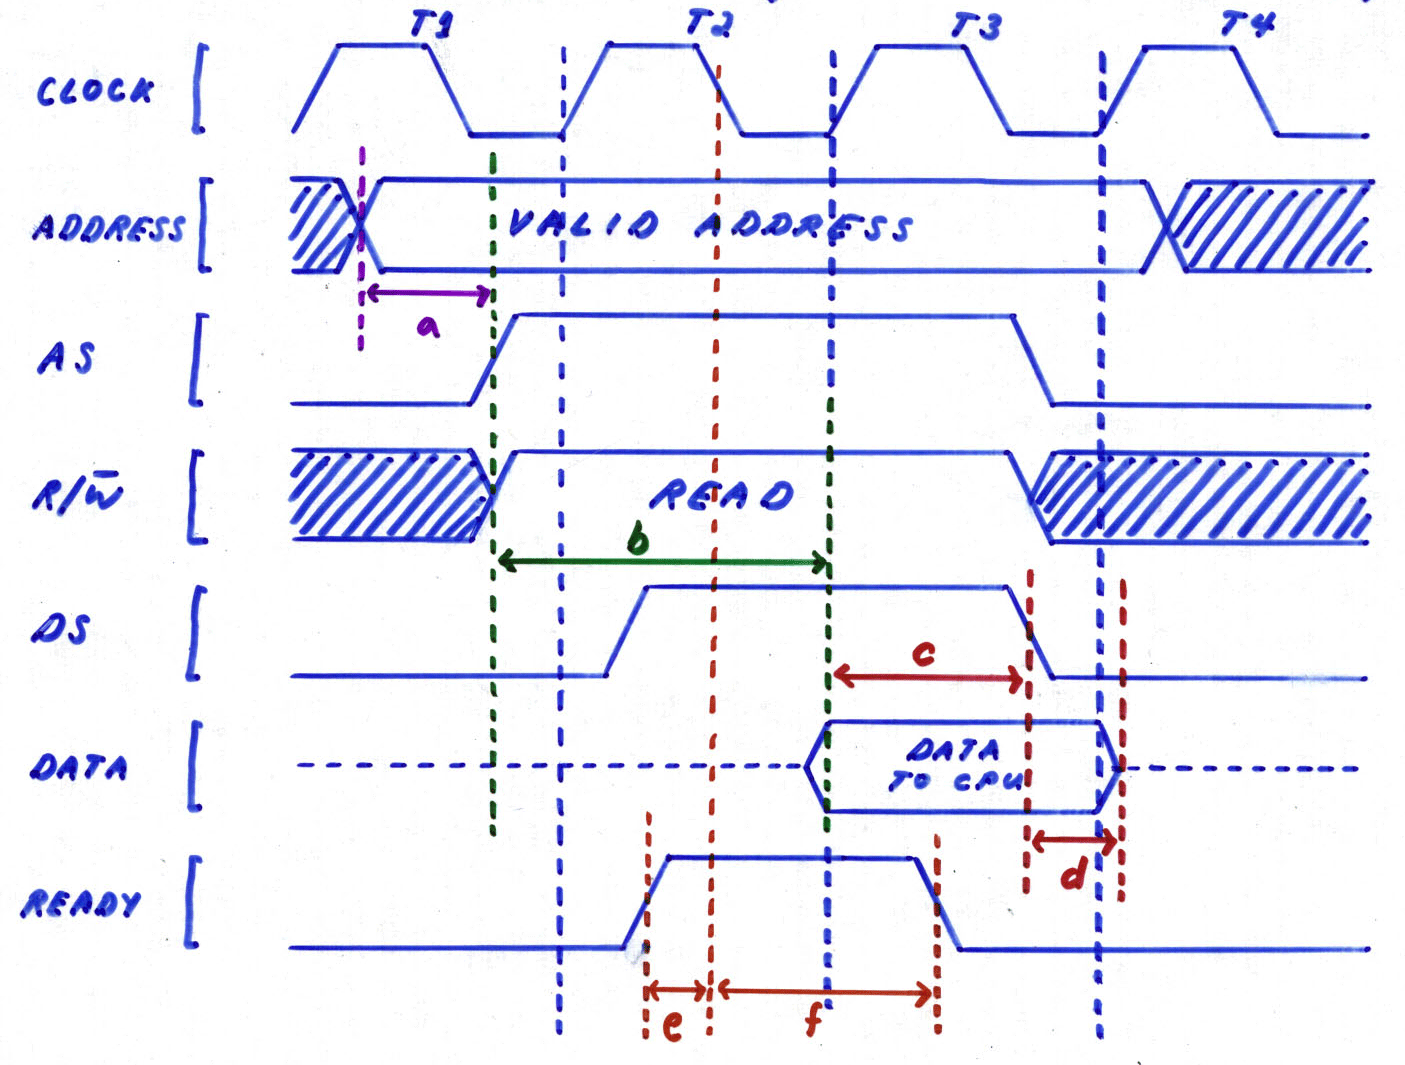 T1 T2 T3 T4
CLOCK
ADDRESS VALID ADDRESS
a
AS
R/W̅ READ
b
DS
c
DATA DATA
TO CPU
d
READY
e f